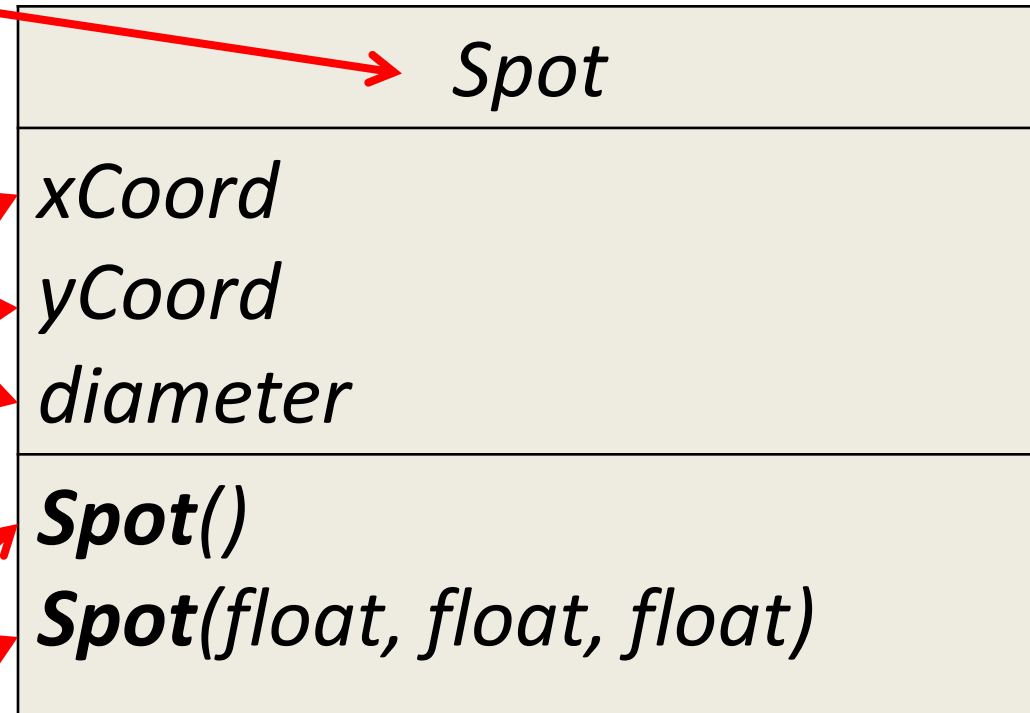 Spot
xCoord
yCoord
diameter
Spot()
Spot(float, float, float)